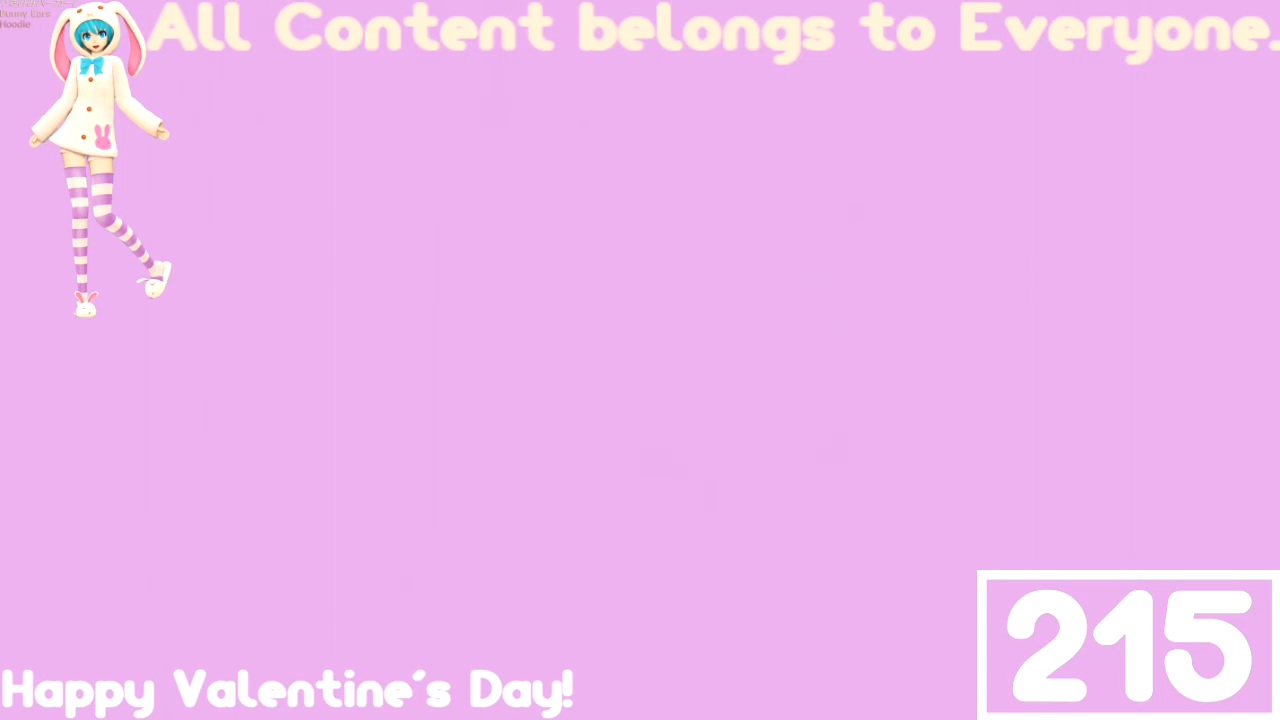 Bunny Ears
Hoodie
All Content belongs to Everyone.
215
Happy Valentine's Day!